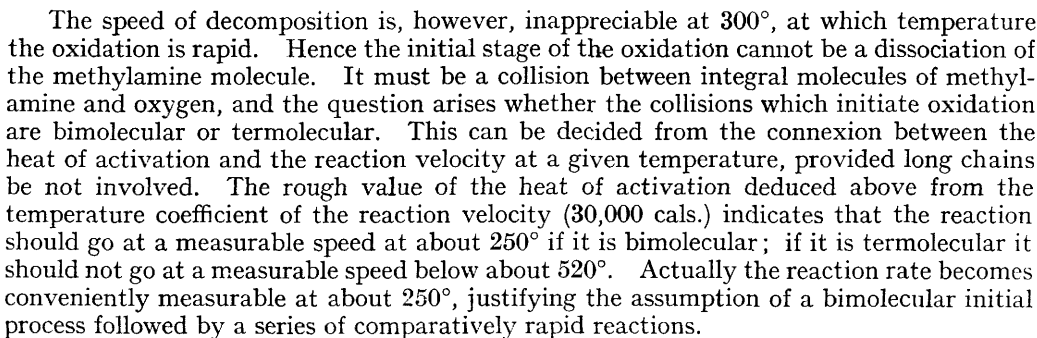 The speed of decomposition is, however, inappreciable at 300°, at which temperature
the oxidation is rapid. Hence the initial stage of the oxidation cannot be a dissociation of
the methylamine molecule. It must be a collision between integral molecules of methyl-
amine and oxygen, and the question arises whether the collisions which initiate oxidation
are bimolecular or termolecular. This can be decided from the connexion between the
heat of activation and the reaction velocity at a given temperature, provided long chains
be not involved. The rough value of the heat of activation deduced above from the
temperature coefficient of the reaction velocity (30,000 cals.) indicates that the reaction
should go at a measurable speed at about 250° if it is bimolecular; if it is termolecular it
should not go at a measurable speed below about 520°. Actually the reaction rate becomes
conveniently measurable at about 250°, justifying the assumption of a bimolecular initial
process followed by a series of comparatively rapid reactions.